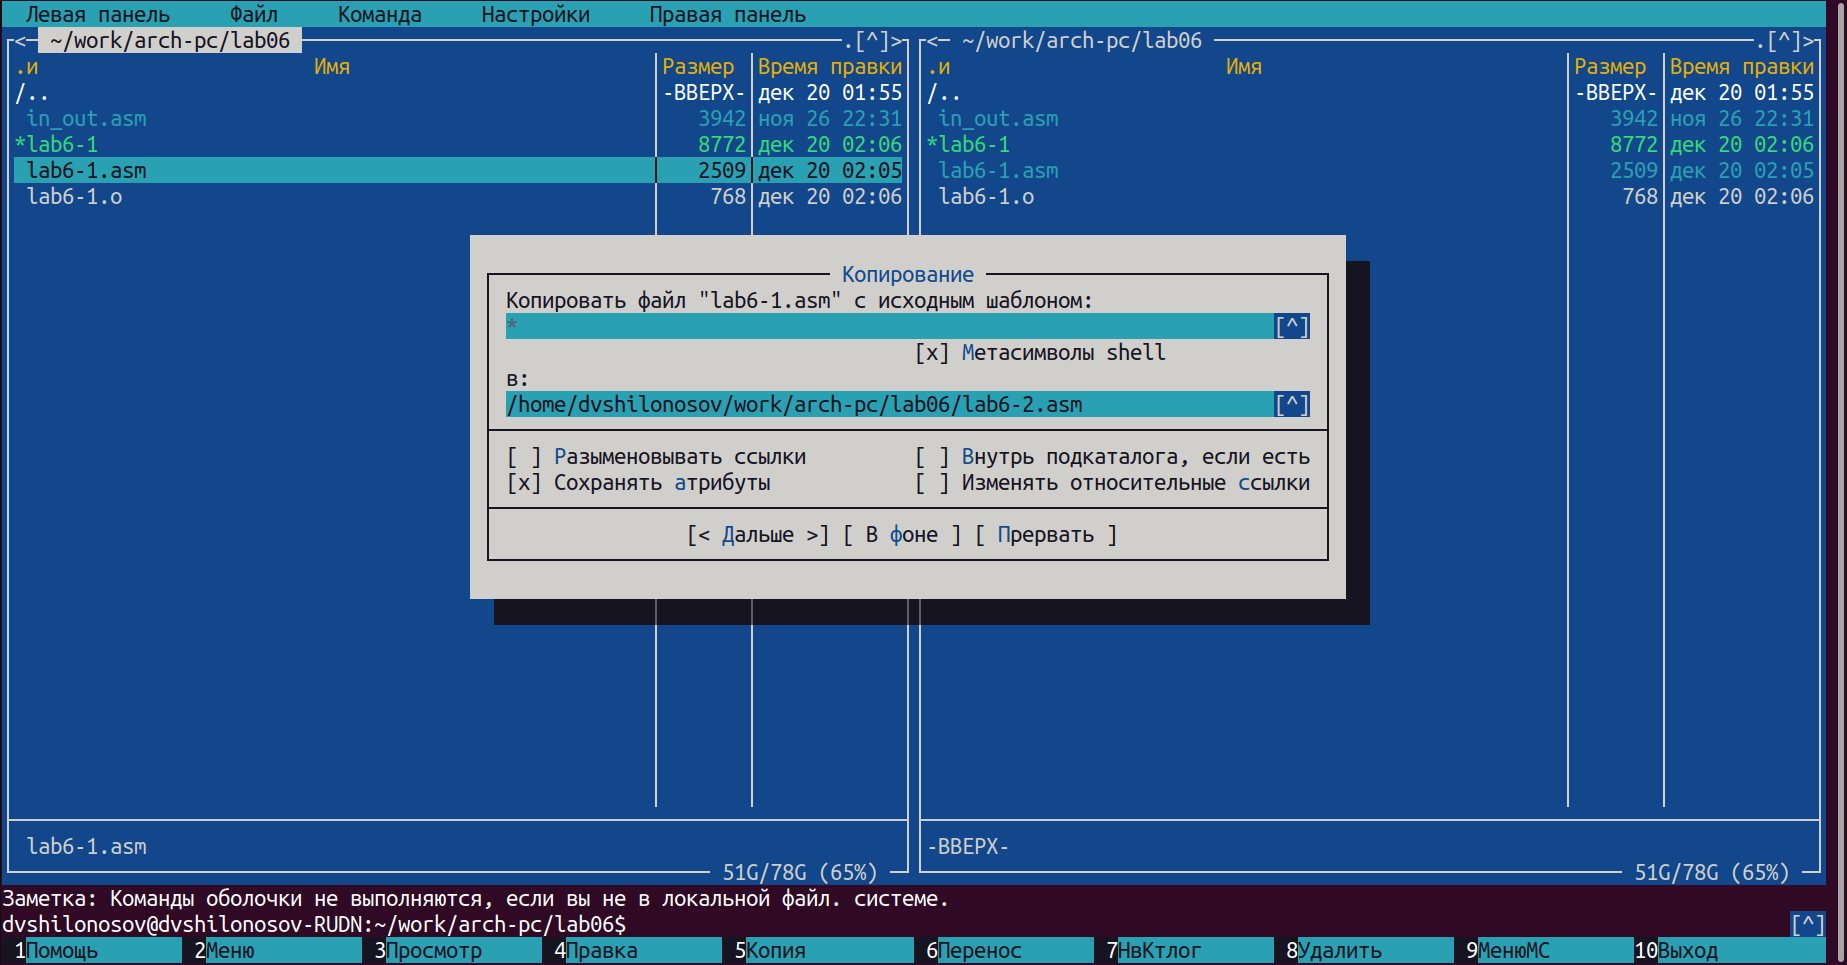 Левая панель Файл Команда Настройки Правая панель
<─ ~/work/arch-pc/lab06 .[^]> <─ ~/work/arch-pc/lab06 .[^]>
.и Имя Размер Время правки .и Имя Размер Время правки
/.. -ВВЕРХ- дек 20 01:55 /.. -ВВЕРХ- дек 20 01:55
in_out.asm 3942 ноя 26 22:31 in_out.asm 3942 ноя 26 22:31
*lab6-1 8772 дек 20 02:06 *lab6-1 8772 дек 20 02:06
lab6-1.asm 2509 дек 20 02:05 lab6-1.asm 2509 дек 20 02:05
lab6-1.o 768 дек 20 02:06 lab6-1.o 768 дек 20 02:06
Копирование
Копировать файл "lab6-1.asm" с исходным шаблоном:
* [^]
[x] Метасимволы shell
в:
/home/dvshilonosov/work/arch-pc/lab06/lab6-2.asm [^]
[ ] Разыменовывать ссылки [ ] Внутрь подкаталога, если есть
[x] Сохранять атрибуты [ ] Изменять относительные ссылки
[< Дальше >] [ В фоне ] [ Прервать ]
lab6-1.asm -ВВЕРХ-
51G/78G (65%) 51G/78G (65%)
Заметка: Команды оболочки не выполняются, если вы не в локальной файл. системе.
dvshilonosov@dvshilonosov-RUDN:~/work/arch-pc/lab06$ [^]
1Помощь 2Меню 3Просмотр 4Правка 5Копия 6Перенос 7НвКтлог 8Удалить 9МенюМС 10Выход